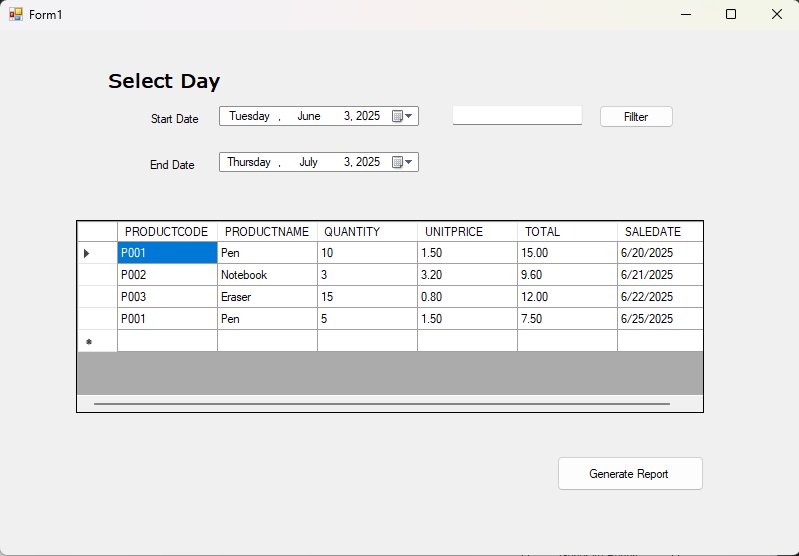 Form1
Select Day
Start Date Tuesday , June 3, 2025 Fillter
End Date Thursday , July 3, 2025
PRODUCTCODE PRODUCTNAME QUANTITY UNITPRICE TOTAL SALEDATE
P001 Pen 10 1.50 15.00 6/20/2025
P002 Notebook 3 3.20 9.60 6/21/2025
P003 Eraser 15 0.80 12.00 6/22/2025
P001 Pen 5 1.50 7.50 6/25/2025
Generate Report